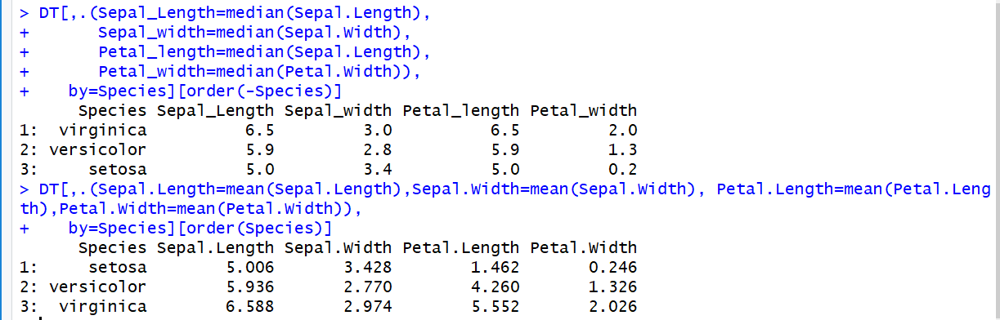 > DT[,.(Sepal_Length=median(Sepal.Length),
+       Sepal_width=median(Sepal.Width),
+       Petal_length=median(Sepal.Length),
+       Petal_width=median(Petal.Width)),
+    by=Species][order(-Species)]
      Species Sepal_Length Sepal_width Petal_length Petal_width
1:  virginica          6.5         3.0          6.5         2.0
2: versicolor          5.9         2.8          5.9         1.3
3:     setosa          5.0         3.4          5.0         0.2
> DT[,.(Sepal.Length=mean(Sepal.Length),Sepal.Width=mean(Sepal.Width), Petal.Length=mean(Petal.Leng
th),Petal.Width=mean(Petal.Width)),
+    by=Species][order(Species)]
      Species Sepal.Length Sepal.Width Petal.Length Petal.Width
1:     setosa        5.006       3.428        1.462       0.246
2: versicolor        5.936       2.770        4.260       1.326
3:  virginica        6.588       2.974        5.552       2.026